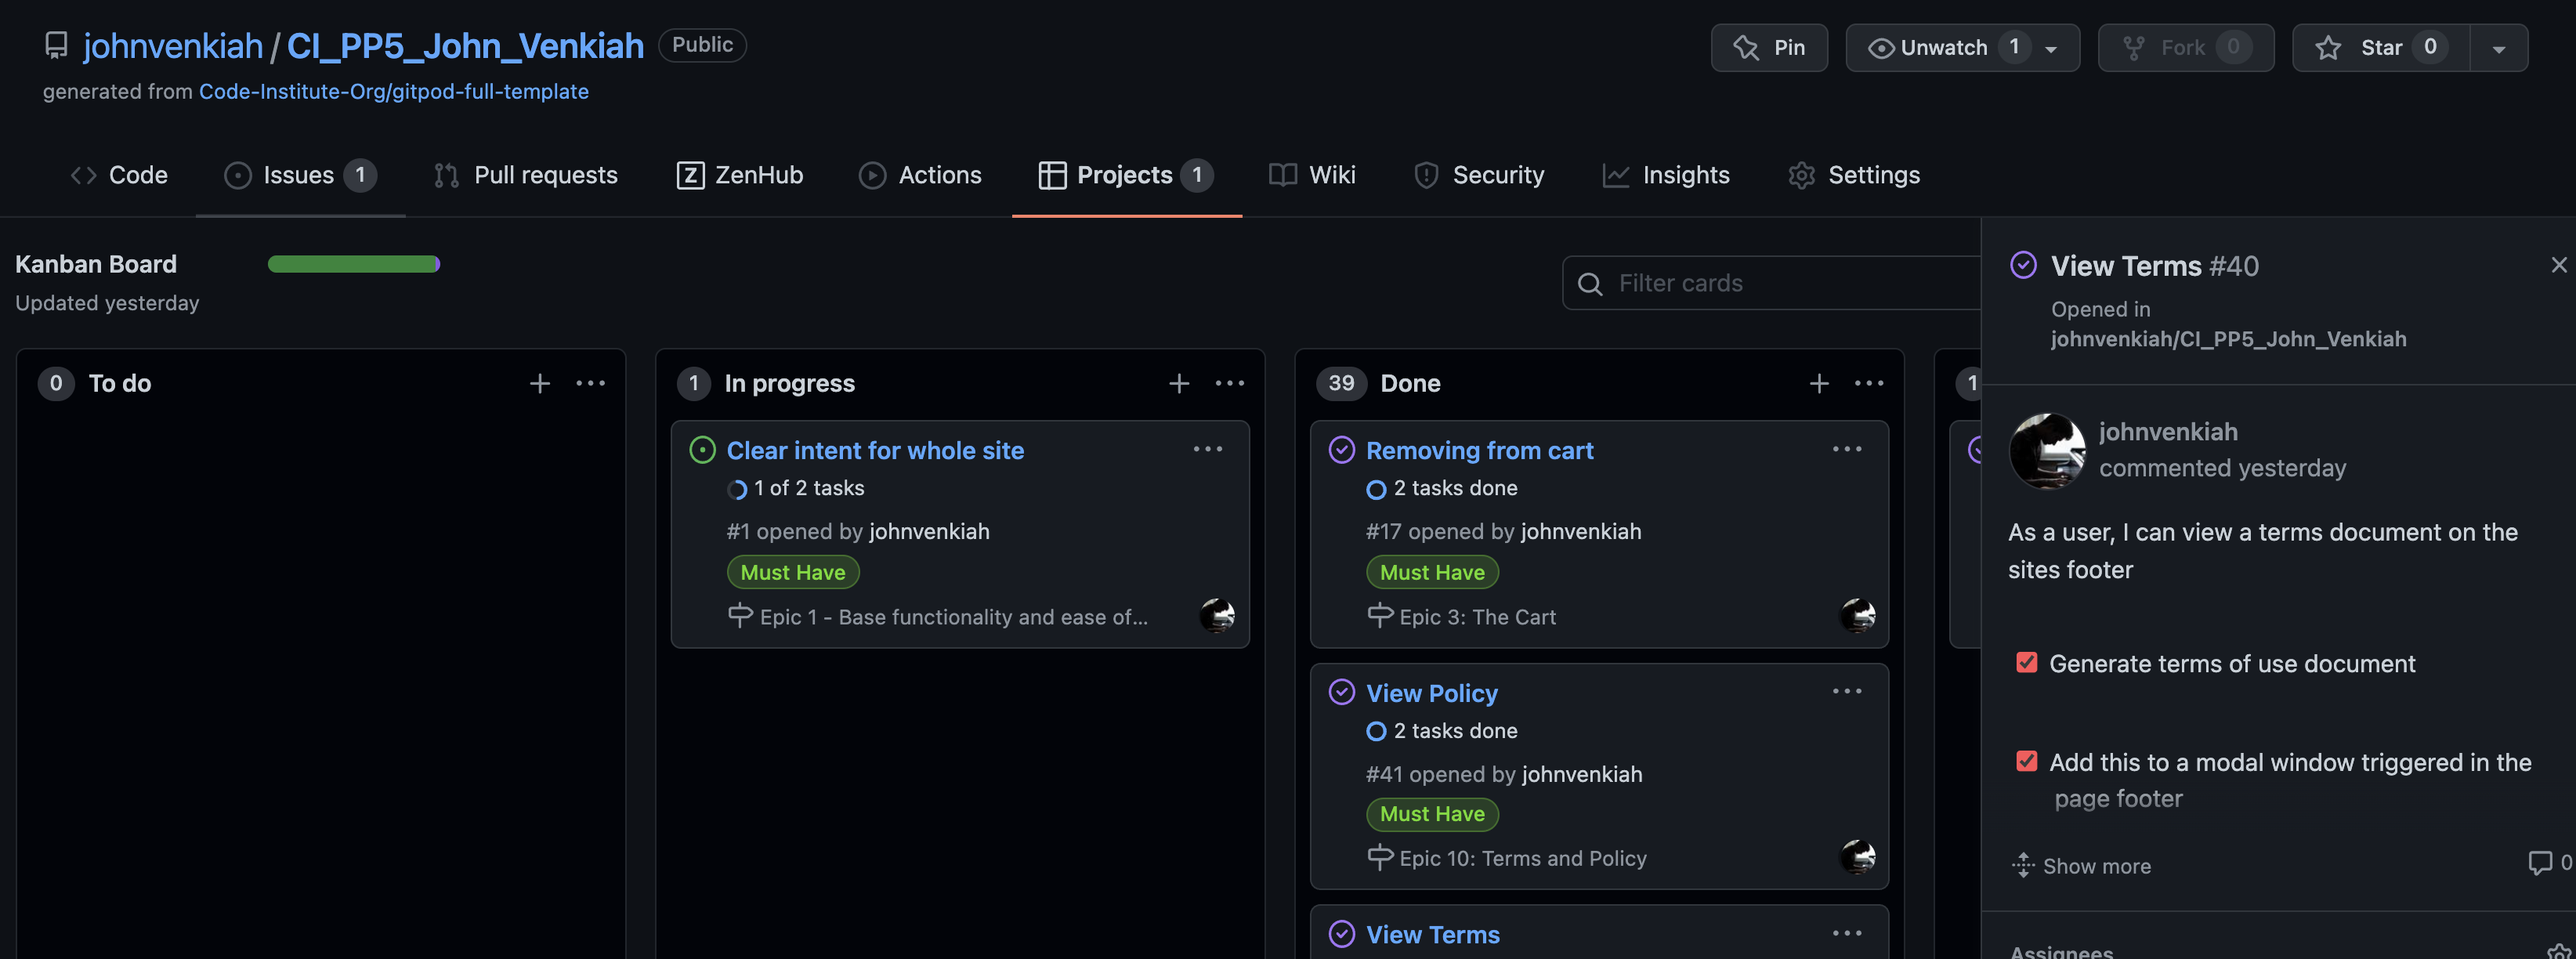 johnvenkiah / CI_PP5_John_Venkiah Public
generated from Code-Institute-Org/gitpod-full-template
Pin
Unwatch 1
Fork 0
Star 0
Code
Issues 1
Pull requests
Z ZenHub
Actions
Projects 1
Wiki
Security
Insights
Settings
Kanban Board
Updated yesterday
Filter cards
0 To do
1 In progress
Clear intent for whole site
1 of 2 tasks
#1 opened by johnvenkiah
Must Have
Epic 1 - Base functionality and ease of...
39 Done
Removing from cart
2 tasks done
#17 opened by johnvenkiah
Must Have
Epic 3: The Cart
View Policy
2 tasks done
#41 opened by johnvenkiah
Must Have
Epic 10: Terms and Policy
View Terms
1
View Terms #40
Opened in
johnvenkiah/CI_PP5_John_Venkiah
johnvenkiah
commented yesterday
As a user, I can view a terms document on the
sites footer
Generate terms of use document
Add this to a modal window triggered in the
page footer
Show more
0
Assignees